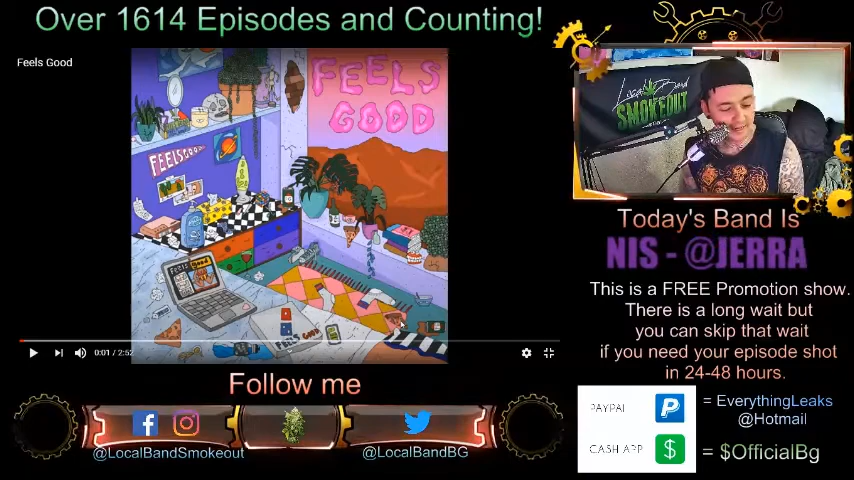 Over 1614 Episodes and Counting!
Feels Good
FEELS
GOOD
FEELSGOOD
FEELS good
FEELS GOOD
0:01 / 2:52
Local Band
SMOKEOUT
Today's Band Is
NIS - @JERRA
This is a FREE Promotion show.
There is a long wait but
you can skip that wait
if you need your episode shot
in 24-48 hours.
PAYPAL
= EverythingLeaks
@Hotmail
CASH APP
$
= $OfficialBg
Follow me
@LocalBandSmokeout
@LocalBandBG